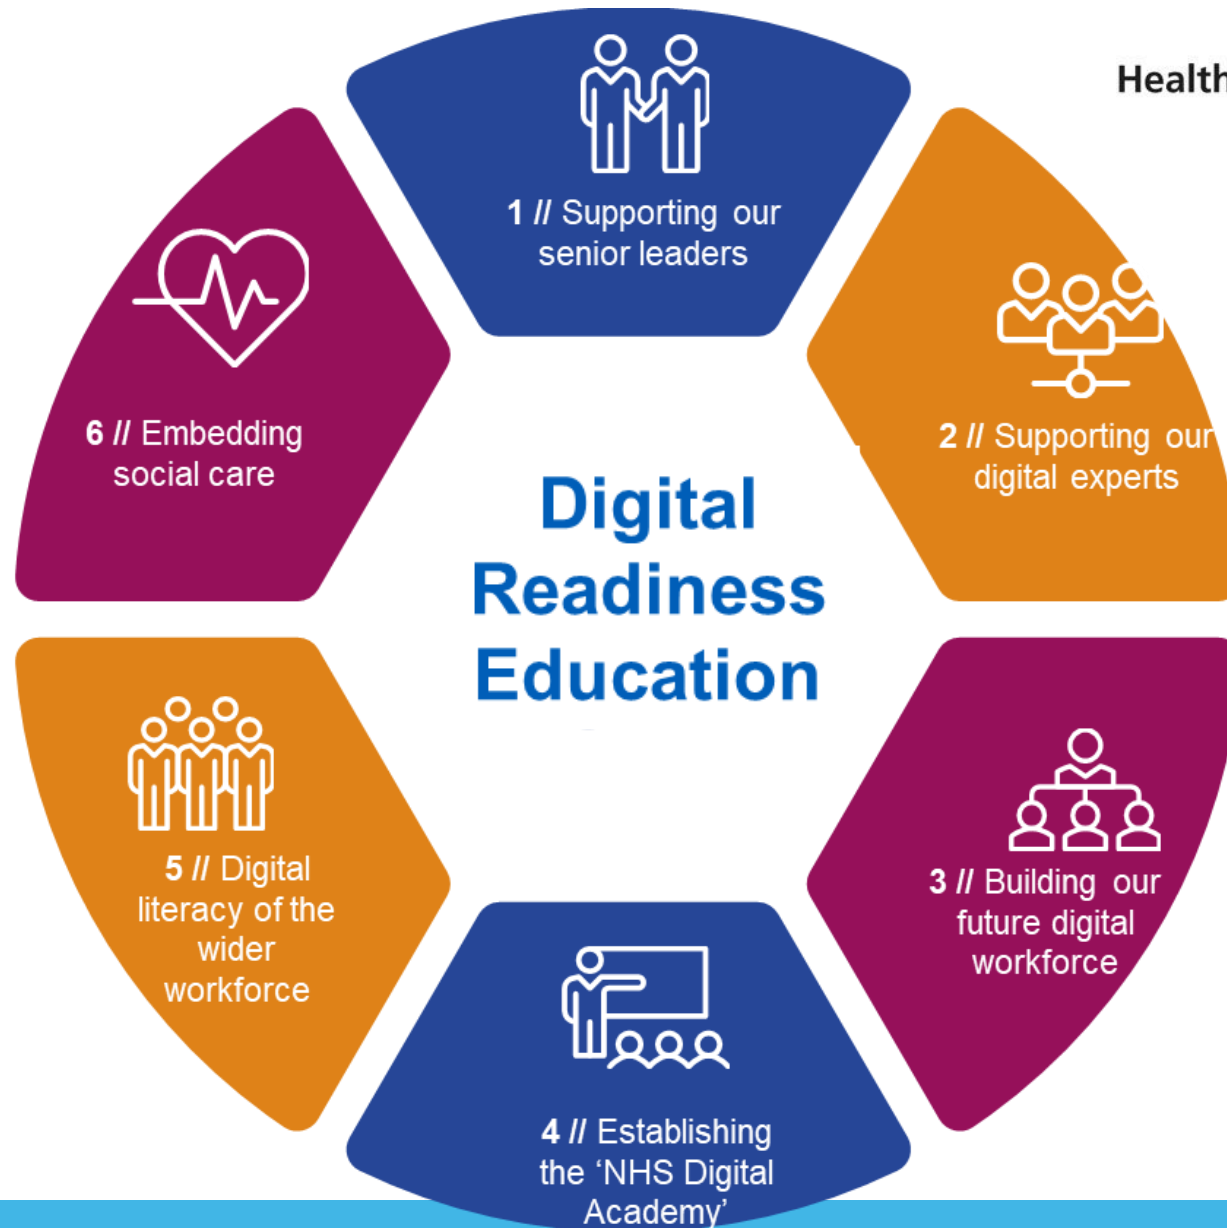 Health
1 // Supporting our
senior leaders
2 // Supporting our
digital experts
3 // Building our
future digital
workforce
4 // Establishing
the ‘NHS Digital
Academy’
5 // Digital
literacy of the
wider
workforce
6 // Embedding
social care
Digital
Readiness
Education